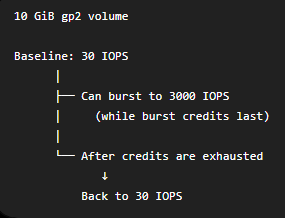 10 GiB gp2 volume
Baseline: 30 IOPS
Can burst to 3000 IOPS
(while burst credits last)
After credits are exhausted
↓
Back to 30 IOPS